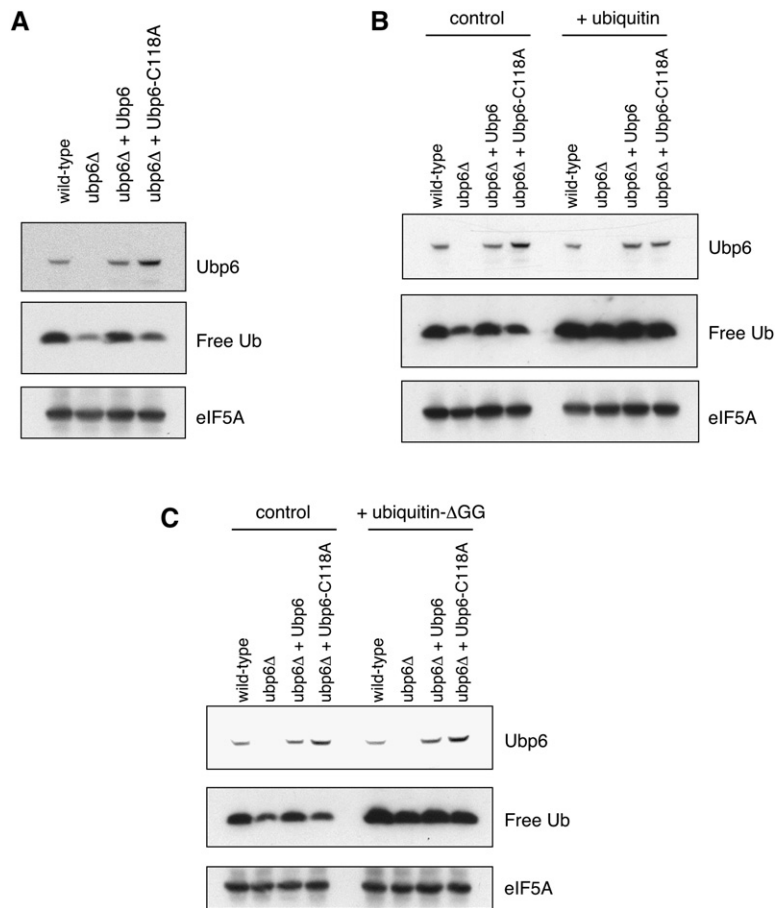 A
wild-type
ubp6Δ
ubp6Δ + Ubp6
ubp6Δ + Ubp6-C118A
Ubp6
Free Ub
eIF5A
B
control
+ ubiquitin
wild-type
ubp6Δ
ubp6Δ + Ubp6
ubp6Δ + Ubp6-C118A
wild-type
ubp6Δ
ubp6Δ + Ubp6
ubp6Δ + Ubp6-C118A
Ubp6
Free Ub
eIF5A
C
control
+ ubiquitin-ΔGG
wild-type
ubp6Δ
ubp6Δ + Ubp6
ubp6Δ + Ubp6-C118A
wild-type
ubp6Δ
ubp6Δ + Ubp6
ubp6Δ + Ubp6-C118A
Ubp6
Free Ub
eIF5A